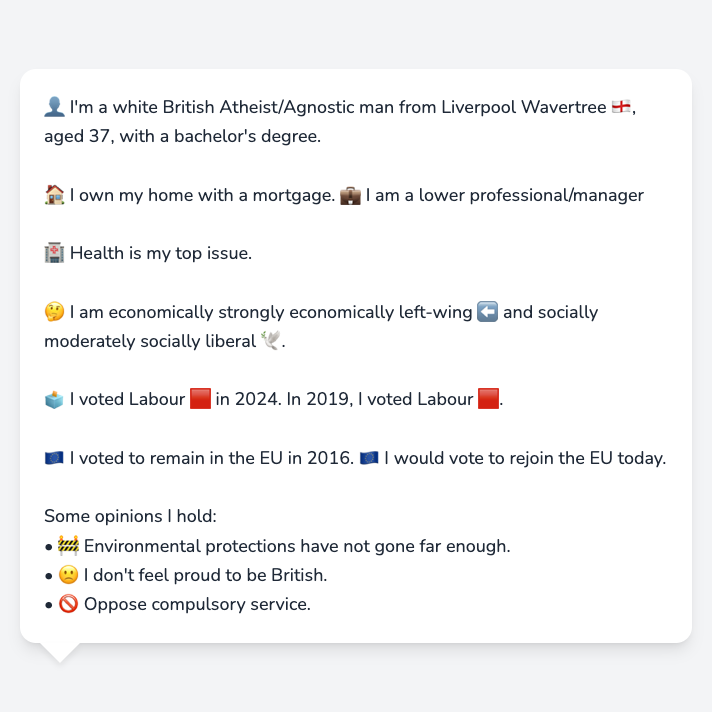 👤 I'm a white British Atheist/Agnostic man from Liverpool Wavertree 🏴󠁧󠁢󠁥󠁮󠁧󠁿,
aged 37, with a bachelor's degree.
🏠 I own my home with a mortgage. 💼 I am a lower professional/manager
🏥 Health is my top issue.
🤔 I am economically strongly economically left-wing ⬅️ and socially
moderately socially liberal 🕊️.
🗳️ I voted Labour 🟥 in 2024. In 2019, I voted Labour 🟥.
🇪🇺 I voted to remain in the EU in 2016. 🇪🇺 I would vote to rejoin the EU today.
Some opinions I hold:
• 🚧 Environmental protections have not gone far enough.
• 🙁 I don't feel proud to be British.
• 🚫 Oppose compulsory service.